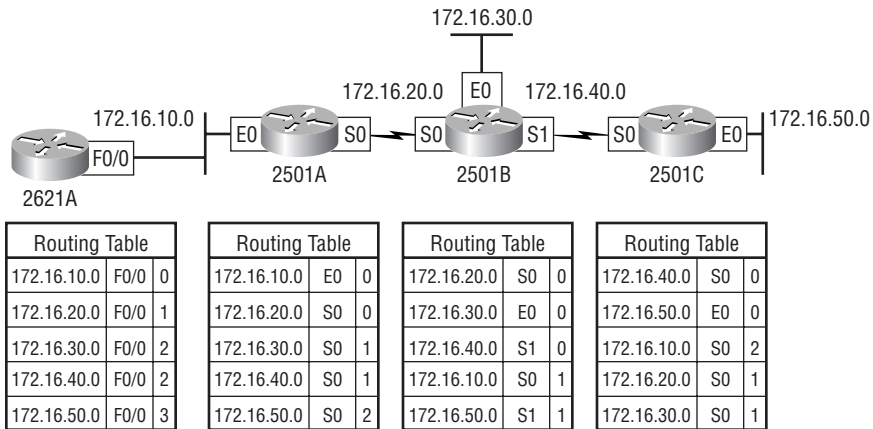 172.16.30.0
172.16.20.0 E0 172.16.40.0
172.16.10.0 172.16.50.0
F0/0 E0 S0 S0 S1 S0 E0
2621A 2501A 2501B 2501C
Routing Table Routing Table Routing Table Routing Table
172.16.10.0 F0/0 0 172.16.10.0 E0 0 172.16.20.0 S0 0 172.16.40.0 S0 0
172.16.20.0 F0/0 1 172.16.20.0 S0 0 172.16.30.0 E0 0 172.16.50.0 E0 0
172.16.30.0 F0/0 2 172.16.30.0 S0 1 172.16.40.0 S1 0 172.16.10.0 S0 2
172.16.40.0 F0/0 2 172.16.40.0 S0 1 172.16.10.0 S0 1 172.16.20.0 S0 1
172.16.50.0 F0/0 3 172.16.50.0 S0 2 172.16.50.0 S1 1 172.16.30.0 S0 1